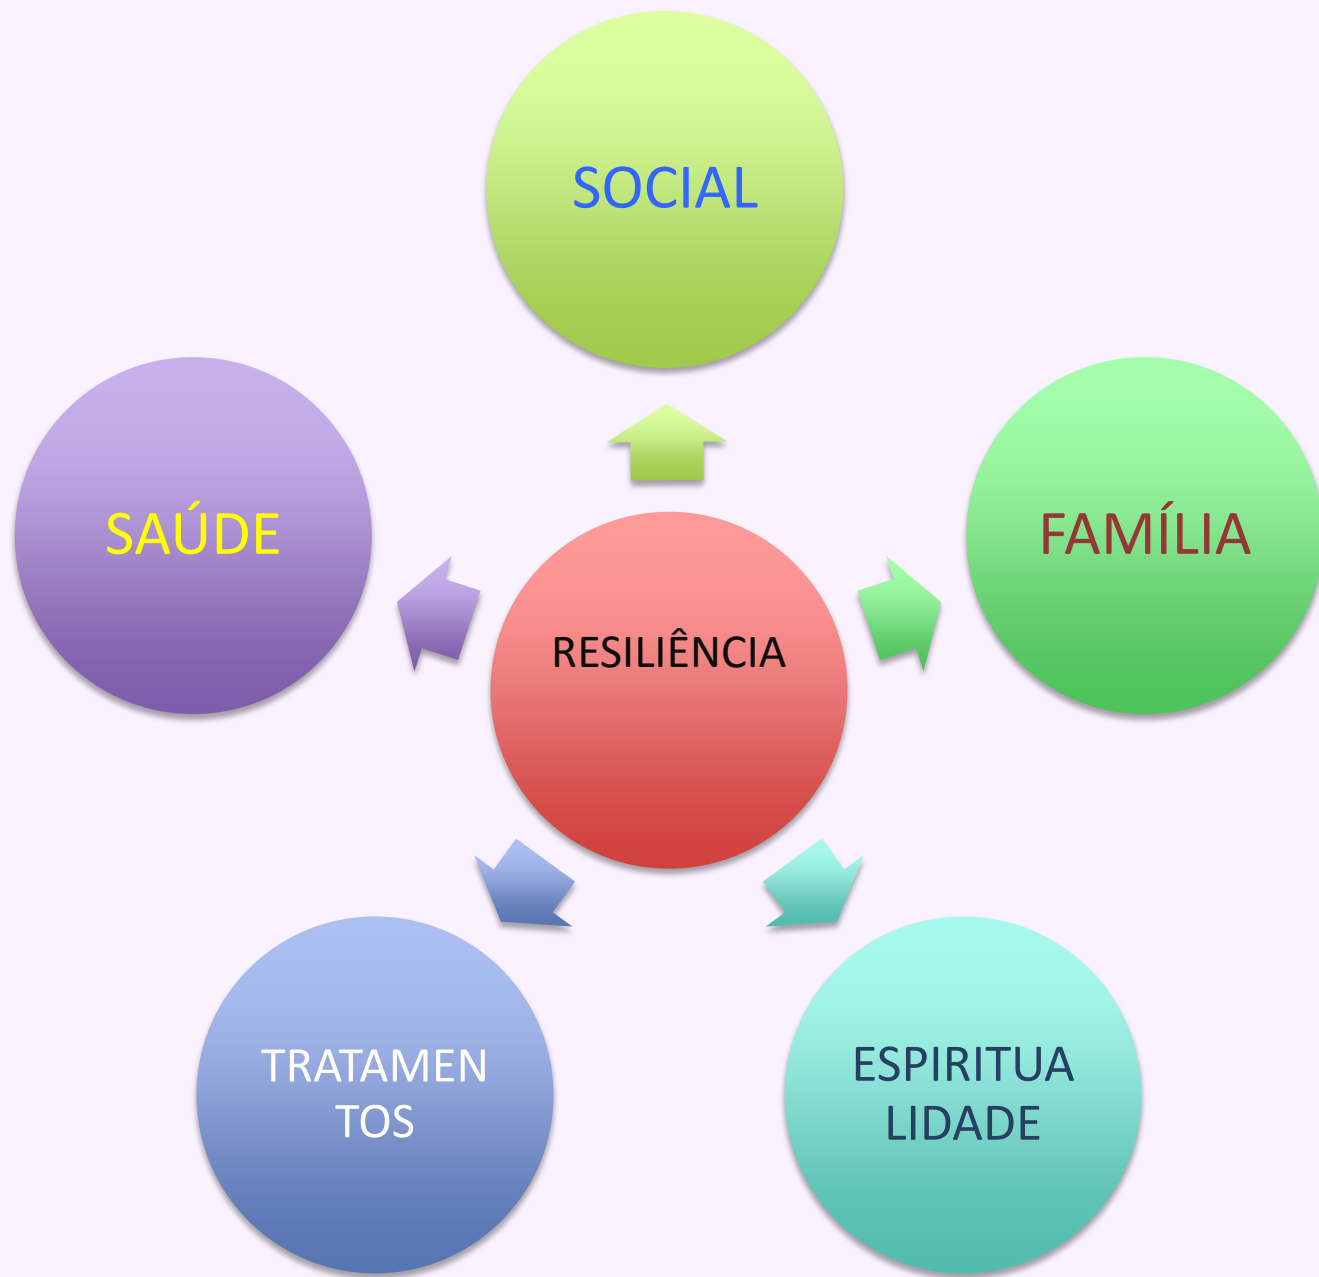 SOCIAL
SAÚDE
FAMÍLIA
RESILIÊNCIA
TRATAMEN
TOS
ESPIRITUA
LIDADE